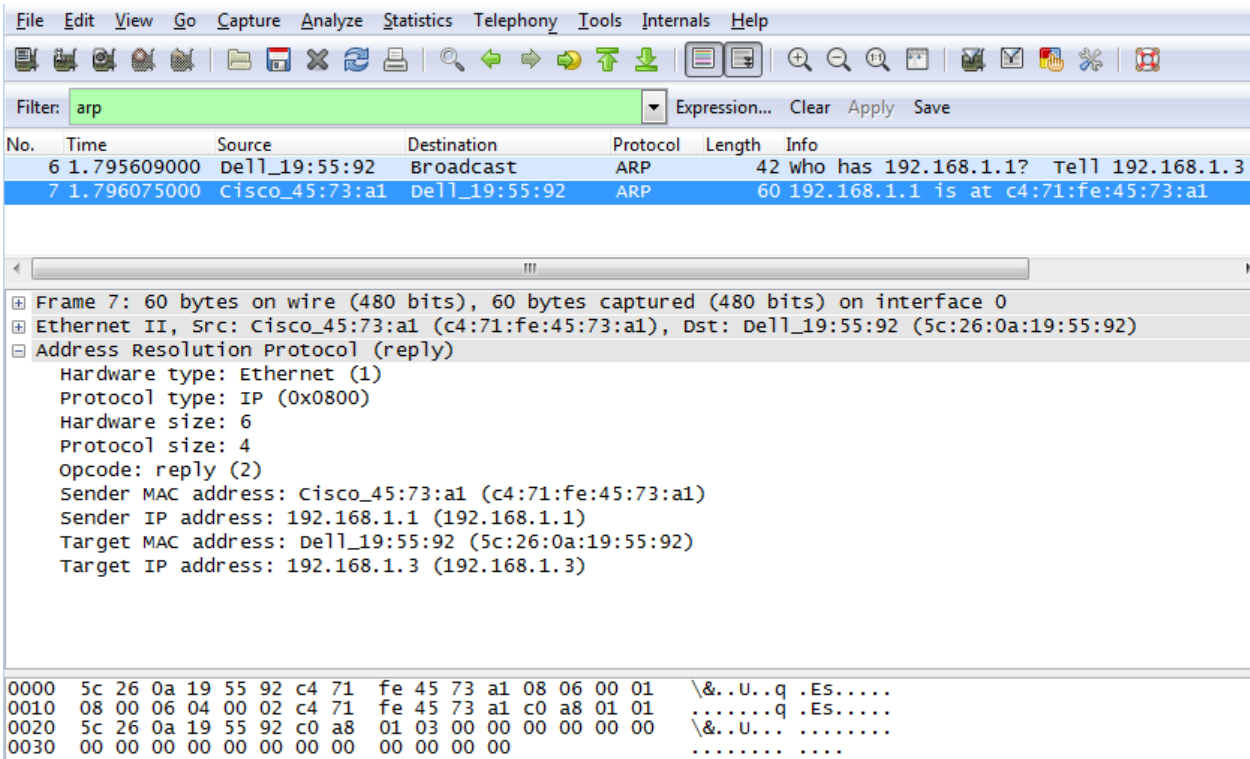 File Edit View Go Capture Analyze Statistics Telephony Tools Internals Help
Filter: arp Expression... Clear Apply Save
No. Time Source Destination Protocol Length Info
6 1.795609000 Dell_19:55:92 Broadcast ARP 42 Who has 192.168.1.1? Tell 192.168.1.3
7 1.796075000 Cisco_45:73:a1 Dell_19:55:92 ARP 60 192.168.1.1 is at c4:71:fe:45:73:a1
Frame 7: 60 bytes on wire (480 bits), 60 bytes captured (480 bits) on interface 0
Ethernet II, Src: Cisco_45:73:a1 (c4:71:fe:45:73:a1), Dst: Dell_19:55:92 (5c:26:0a:19:55:92)
Address Resolution Protocol (reply)
Hardware type: Ethernet (1)
Protocol type: IP (0x0800)
Hardware size: 6
Protocol size: 4
Opcode: reply (2)
Sender MAC address: Cisco_45:73:a1 (c4:71:fe:45:73:a1)
Sender IP address: 192.168.1.1 (192.168.1.1)
Target MAC address: Dell_19:55:92 (5c:26:0a:19:55:92)
Target IP address: 192.168.1.3 (192.168.1.3)
0000 5c 26 0a 19 55 92 c4 71 fe 45 73 a1 08 06 00 01 \&..U..q .Es.....
0010 08 00 06 04 00 02 c4 71 fe 45 73 a1 c0 a8 01 01 .......q .Es.....
0020 5c 26 0a 19 55 92 c0 a8 01 03 00 00 00 00 00 00 \&..U... ........
0030 00 00 00 00 00 00 00 00 00 00 00 00 ........ ....